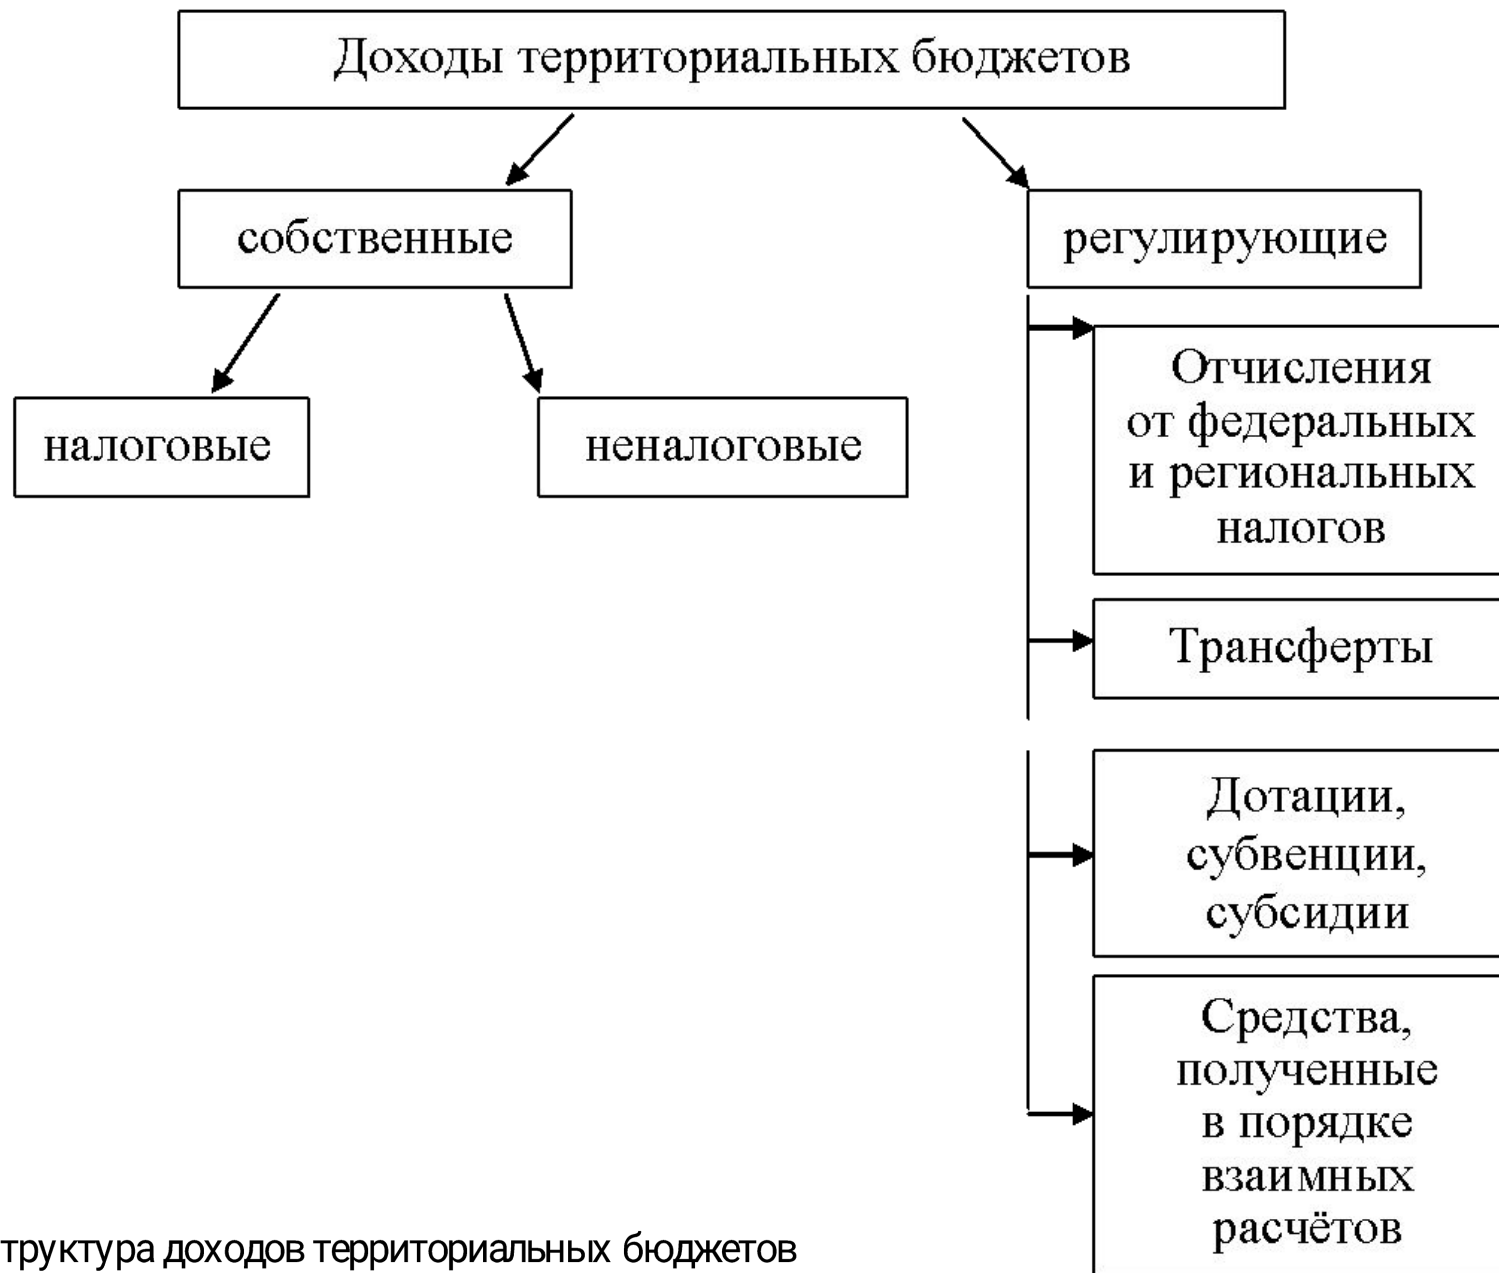 Доходы территориальных бюджетов
собственные
регулирующие
налоговые
неналоговые
Отчисления
от федеральных
и региональных
налогов
Трансферты
Дотации,
субвенции,
субсидии
Средства,
полученные
в порядке
взаимных
расчётов
труктура доходов территориальных бюджетов